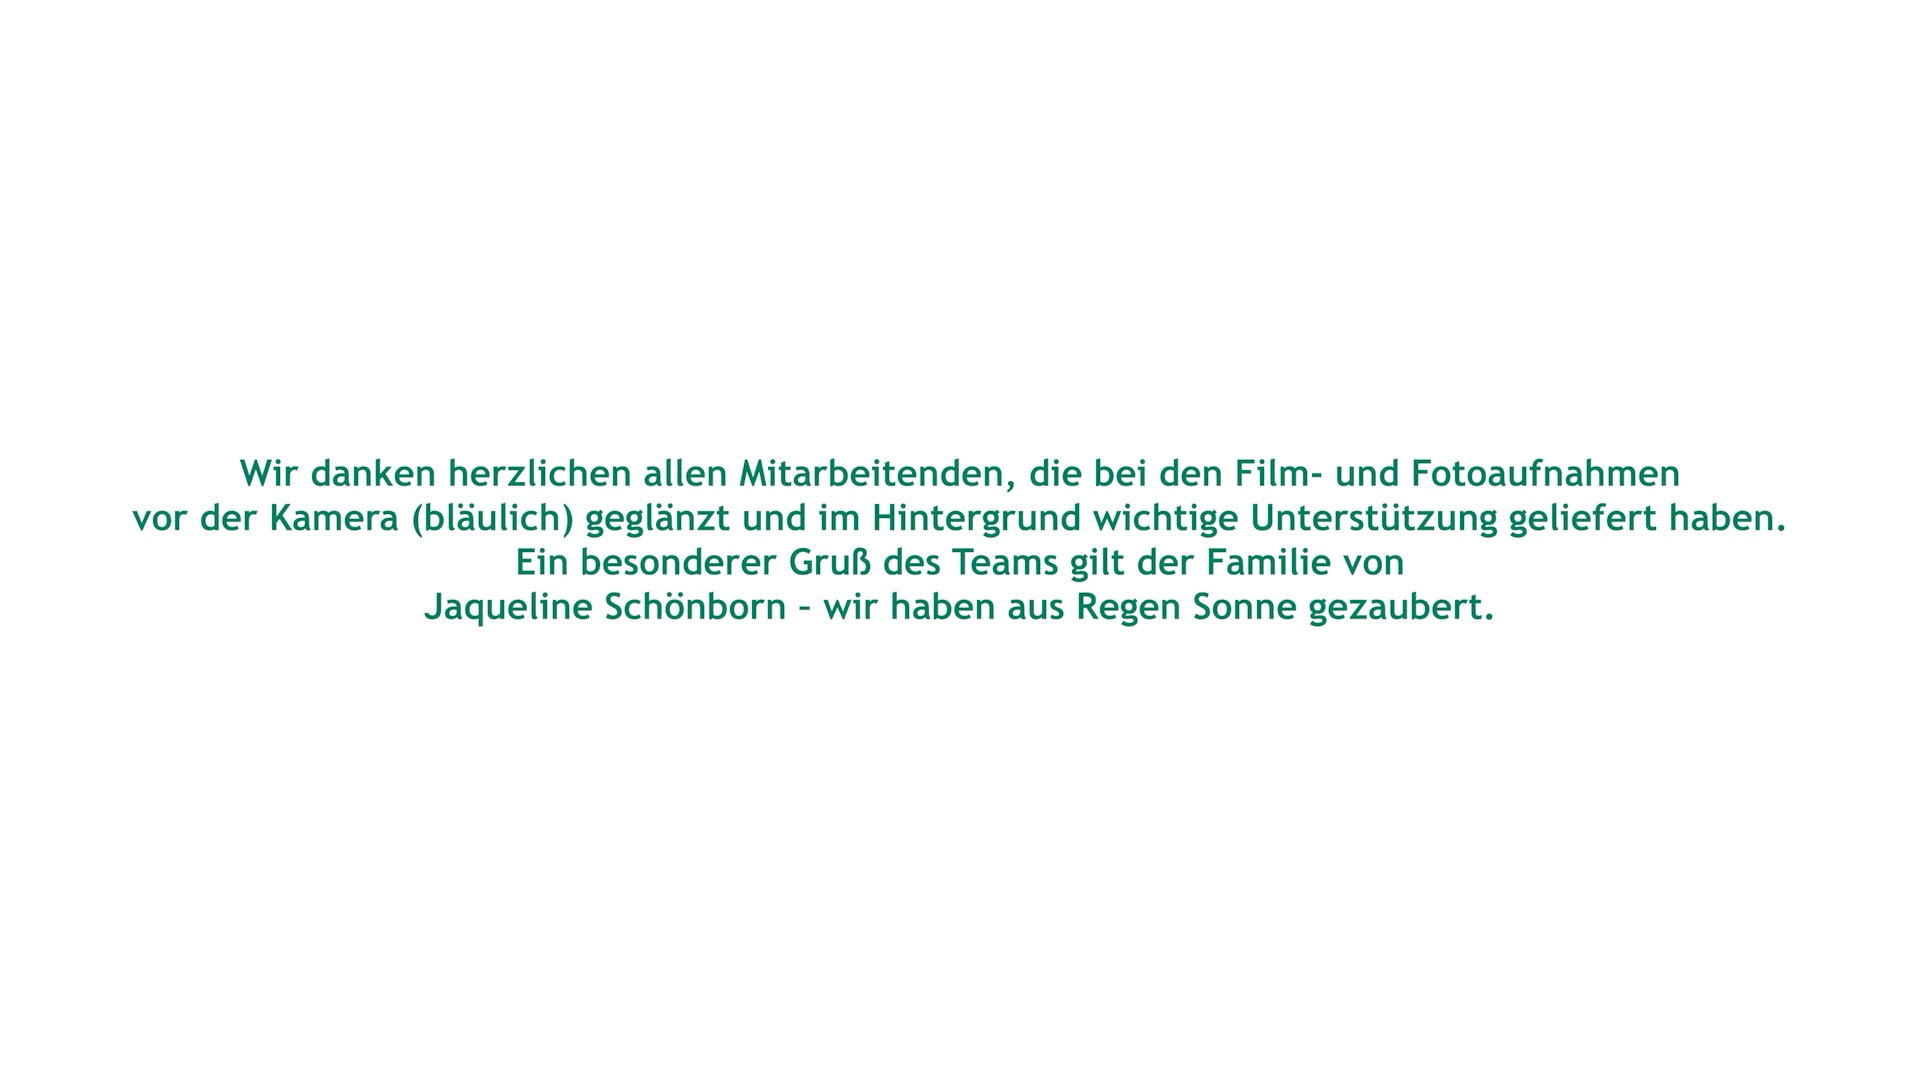 Wir danken herzlichen allen Mitarbeitenden, die bei den Film- und Fotoaufnahmen
vor der Kamera (bläulich) geglänzt und im Hintergrund wichtige Unterstützung geliefert haben.
Ein besonderer Gruß des Teams gilt der Familie von
Jaqueline Schönborn – wir haben aus Regen Sonne gezaubert.